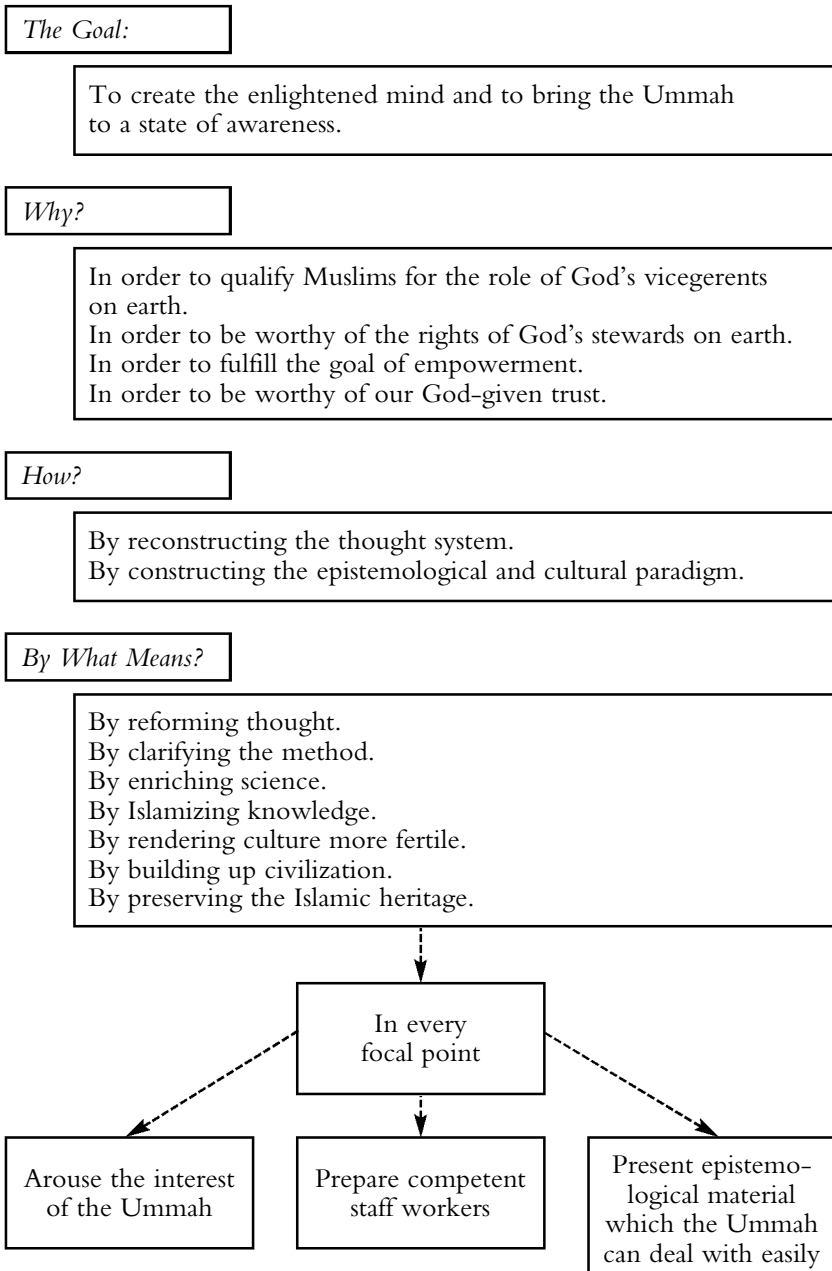 The Goal:
To create the enlightened mind and to bring the Ummah
to a state of awareness.
Why?
In order to qualify Muslims for the role of God’s vicegerents
on earth.
In order to be worthy of the rights of God’s stewards on earth.
In order to fulfill the goal of empowerment.
In order to be worthy of our God-given trust.
How?
By reconstructing the thought system.
By constructing the epistemological and cultural paradigm.
By What Means?
By reforming thought.
By clarifying the method.
By enriching science.
By Islamizing knowledge.
By rendering culture more fertile.
By building up civilization.
By preserving the Islamic heritage.
In every
focal point
Arouse the interest
of the Ummah
Prepare competent
staff workers
Present epistemo-
logical material
which the Ummah
can deal with easily